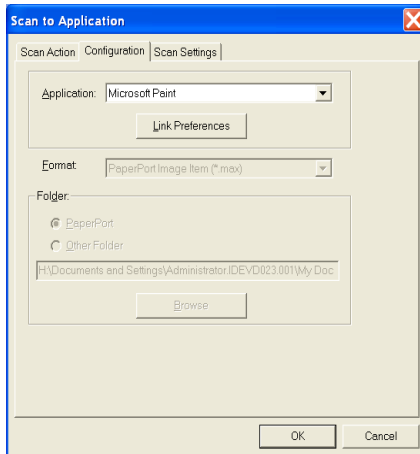 Scan to Application
Scan Action Configuration Scan Settings
Application: Microsoft Paint
Link Preferences
Format: PaperPort Image Item (*.max)
Folder:
PaperPort
Other Folder
H:\Documents and Settings\Administrator.IDEVD023.001\My Doc
Browse
OK Cancel